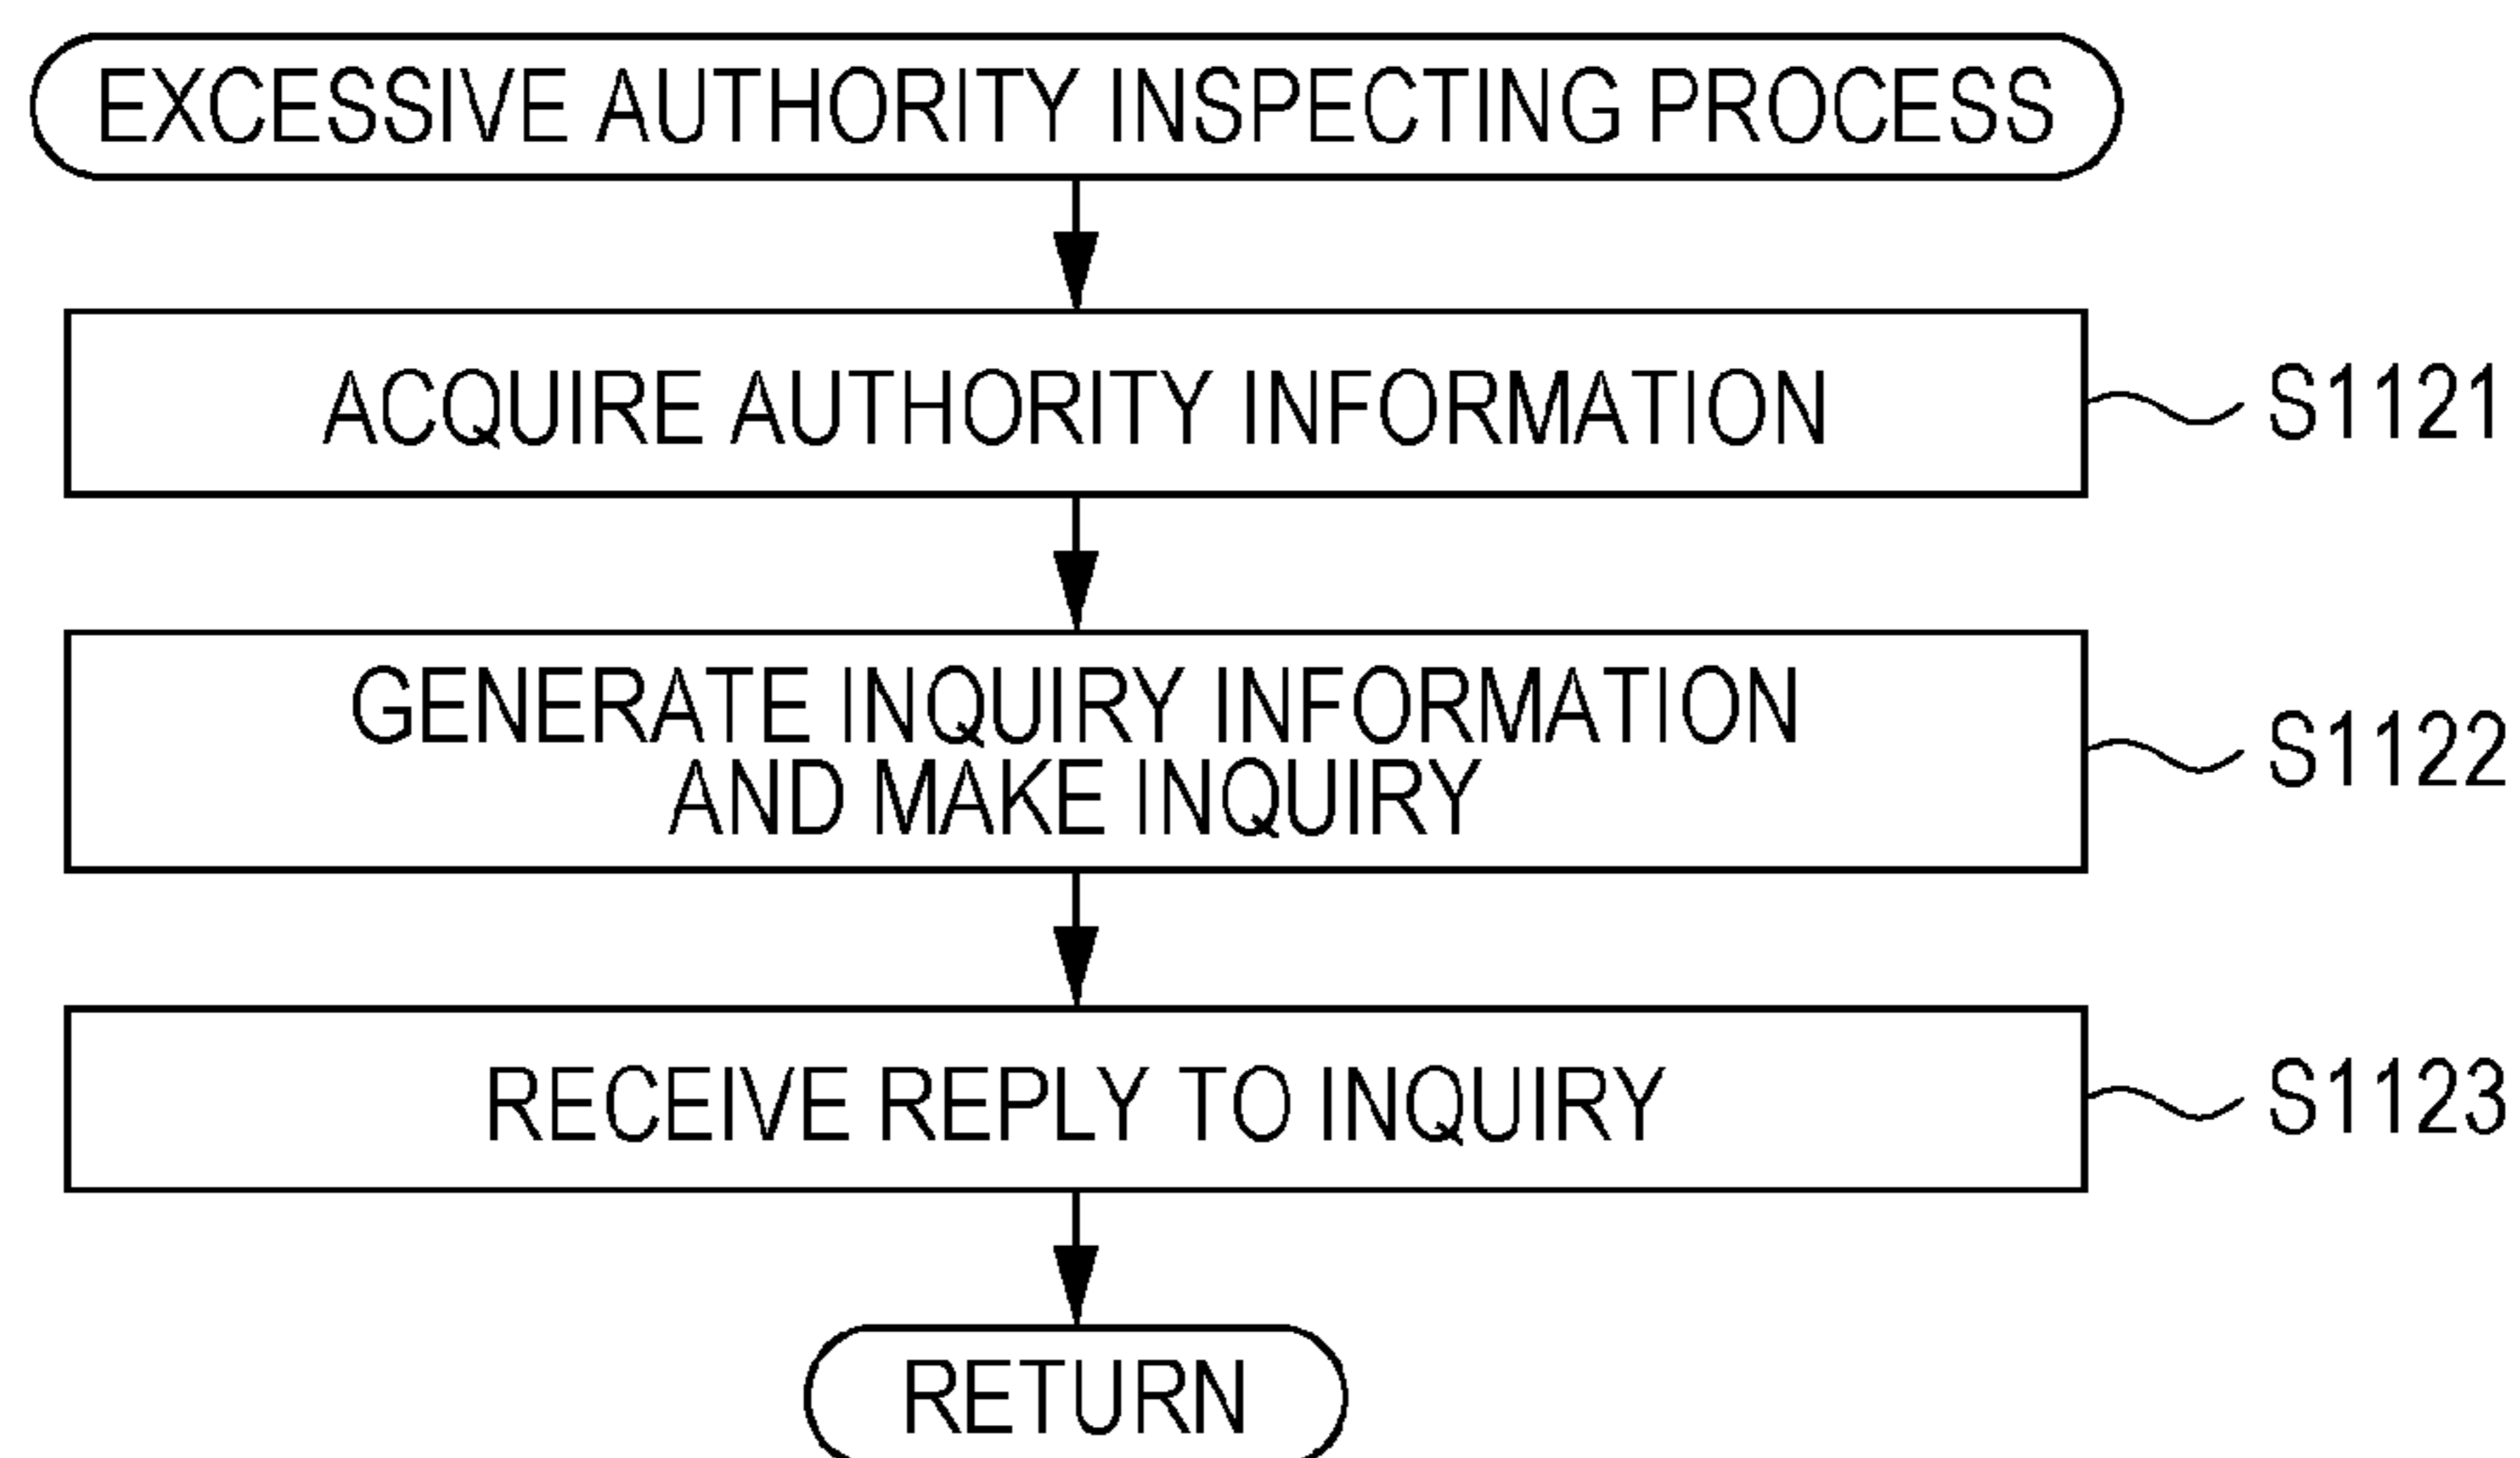 EXCESSIVE AUTHORITY INSPECTING PROCESS
ACQUIRE AUTHORITY INFORMATION
S1121
GENERATE INQUIRY INFORMATION
AND MAKE INQUIRY
S1122
RECEIVE REPLY TO INQUIRY
S1123
RETURN